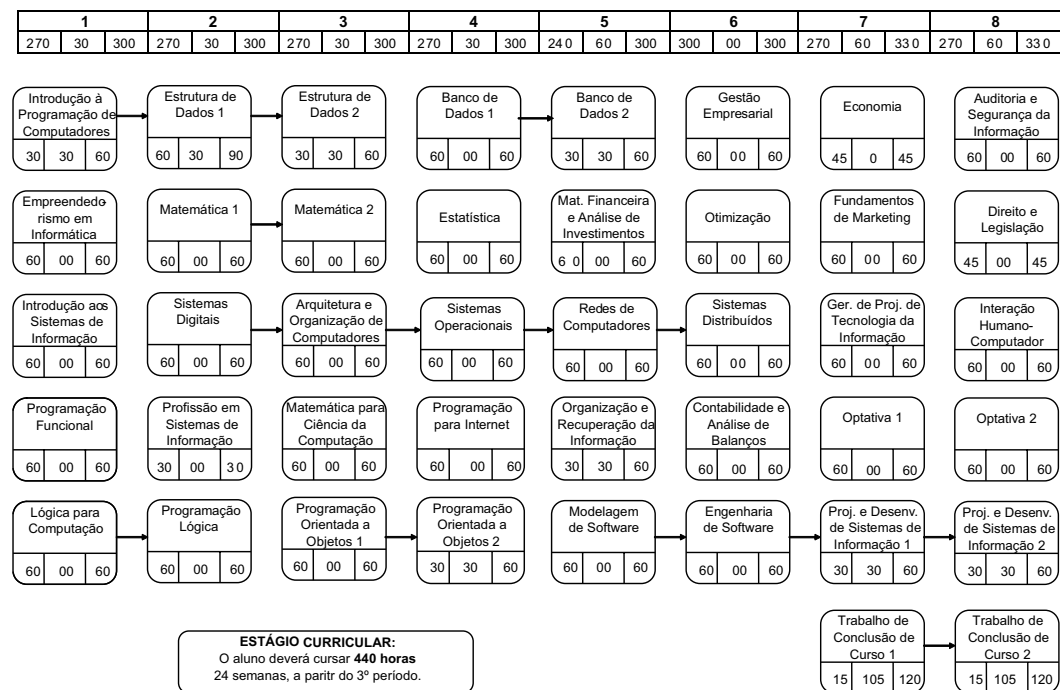 1 2 3 4 5 6 7 8
270 30 300 270 30 300 270 30 300 270 30 300 240 60 300 300 00 300 270 60 330 270 60 330
Introdução à
Programação de
Computadores
30 30 60
Estrutura de
Dados 1
60 30 90
Estrutura de
Dados 2
30 30 60
Banco de
Dados 1
60 00 60
Banco de
Dados 2
30 30 60
Gestão
Empresarial
60 00 60
Economia
45 0 45
Auditoria e
Segurança da
Informação
60 00 60
Empreendedo-
rismo em
Informática
60 00 60
Matemática 1
60 00 60
Matemática 2
60 00 60
Estatística
60 00 60
Mat. Financeira
e Análise de
Investimentos
60 00 60
Otimização
60 00 60
Fundamentos
de Marketing
60 00 60
Direito e
Legislação
45 00 45
Introdução aos
Sistemas de
Informação
60 00 60
Sistemas
Digitais
60 00 60
Arquitetura e
Organização de
Computadores
60 00 60
Sistemas
Operacionais
60 00 60
Redes de
Computadores
60 00 60
Sistemas
Distribuídos
60 00 60
Ger. de Proj. de
Tecnologia da
Informação
60 00 60
Interação
Humano-
Computador
60 00 60
Programação
Funcional
60 00 60
Profissão em
Sistemas de
Informação
30 00 30
Matemática para
Ciência da
Computação
60 00 60
Programação
para Internet
60 00 60
Organização e
Recuperação da
Informação
30 30 60
Contabilidade e
Análise de
Balanços
60 00 60
Optativa 1
60 00 60
Optativa 2
60 00 60
Lógica para
Computação
60 00 60
Programação
Lógica
60 00 60
Programação
Orientada a
Objetos 1
60 00 60
Programação
Orientada a
Objetos 2
30 30 60
Modelagem
de Software
60 00 60
Engenharia
de Software
60 00 60
Proj. e Desenv.
de Sistemas de
Informação 1
30 30 60
Proj. e Desenv.
de Sistemas de
Informação 2
30 30 60
ESTÁGIO CURRICULAR:
O aluno deverá cursar 440 horas
24 semanas, a paritr do 3º período.
Trabalho de
Conclusão de
Curso 1
15 105 120
Trabalho de
Conclusão de
Curso 2
15 105 120